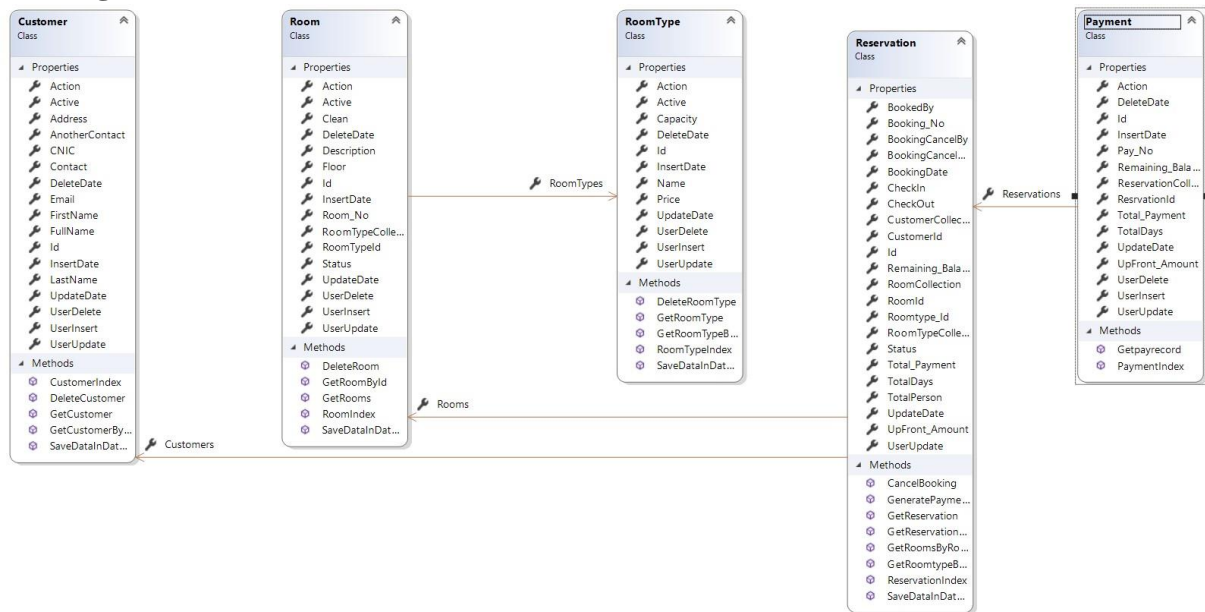 Customer
Class
Properties
Action
Active
Address
AnotherContact
CNIC
Contact
DeleteDate
Email
FirstName
FullName
Id
InsertDate
LastName
UpdateDate
UserDelete
UserInsert
UserUpdate
Methods
CustomerIndex
DeleteCustomer
GetCustomer
GetCustomerBy...
SaveDataInDat...
Room
Class
Properties
Action
Active
Clean
DeleteDate
Description
Floor
Id
InsertDate
Room_No
RoomTypeColle...
RoomTypeId
Status
UpdateDate
UserDelete
UserInsert
UserUpdate
Methods
DeleteRoom
GetRoomById
GetRooms
RoomIndex
SaveDataInDat...
RoomTypes
Rooms
Customers
RoomType
Class
Properties
Action
Active
Capacity
DeleteDate
Id
InsertDate
Name
Price
UpdateDate
UserDelete
UserInsert
UserUpdate
Methods
DeleteRoomType
GetRoomType
GetRoomTypeB...
RoomTypeIndex
SaveDataInDat...
Reservation
Class
Properties
BookedBy
Booking_No
BookingCancelBy
BookingCancel...
BookingDate
CheckIn
CheckOut
CustomerCollec...
CustomerId
Id
Remaining_Bala...
RoomCollection
RoomId
Roomtype_Id
RoomTypeColle...
Status
Total_Payment
TotalDays
TotalPerson
UpdateDate
UpFront_Amount
UserUpdate
Methods
CancelBooking
GeneratePayme...
GetReservation
GetReservation...
GetRoomsByRo...
GetRoomtypeB...
ReservationIndex
SaveDataInDat...
Reservations
Payment
Class
Properties
Action
DeleteDate
Id
InsertDate
Pay_No
Remaining_Bala...
ReservationColl...
ResrvationId
Total_Payment
TotalDays
UpdateDate
UpFront_Amount
UserDelete
UserInsert
UserUpdate
Methods
Getpayrecord
PaymentIndex